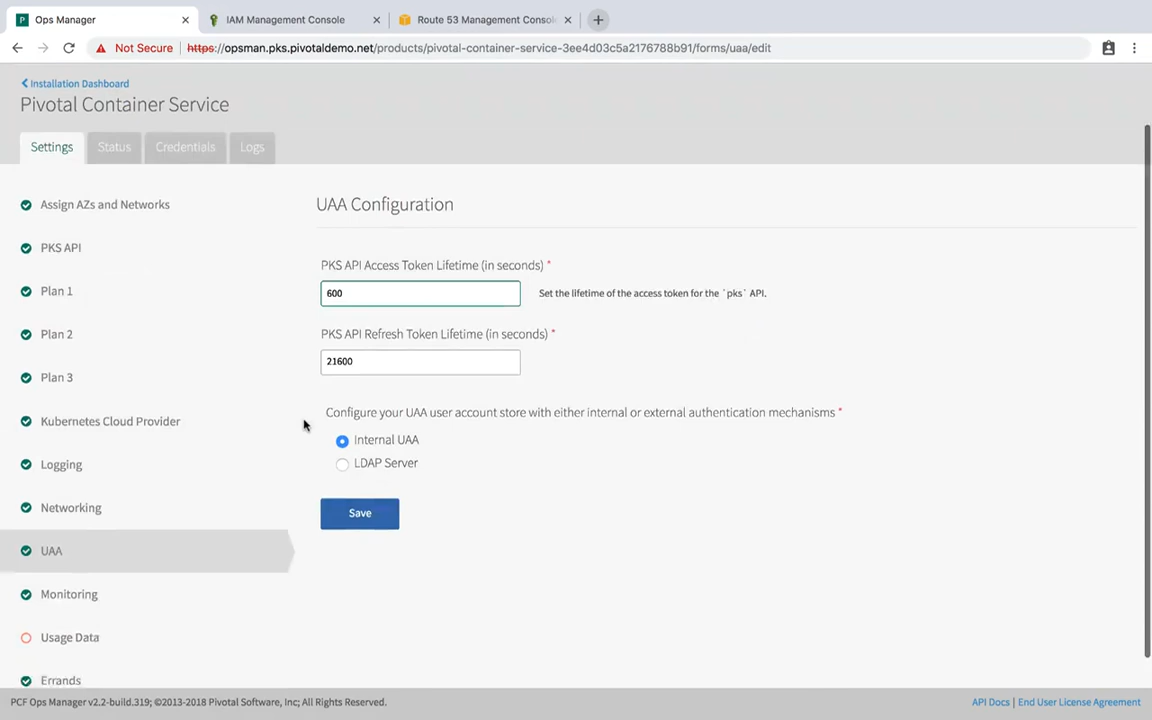 Ops Manager
IAM Management Console
Route 53 Management Conso
Not Secure | https://opsman.pks.pivotaldemo.net/products/pivotal-container-service-3ee4d03c5a2176788b91/forms/uaa/edit
Installation Dashboard
Pivotal Container Service
Settings Status Credentials Logs
Assign AZs and Networks
PKS API
Plan 1
Plan 2
Plan 3
Kubernetes Cloud Provider
Logging
Networking
UAA
Monitoring
Usage Data
Errands
UAA Configuration
PKS API Access Token Lifetime (in seconds) *
600
Set the lifetime of the access token for the `pks` API.
PKS API Refresh Token Lifetime (in seconds) *
21600
Configure your UAA user account store with either internal or external authentication mechanisms *
Internal UAA
LDAP Server
Save
PCF Ops Manager v2.2-build.319; ©2013-2018 Pivotal Software, Inc; All Rights Reserved.
API Docs | End User License Agreement